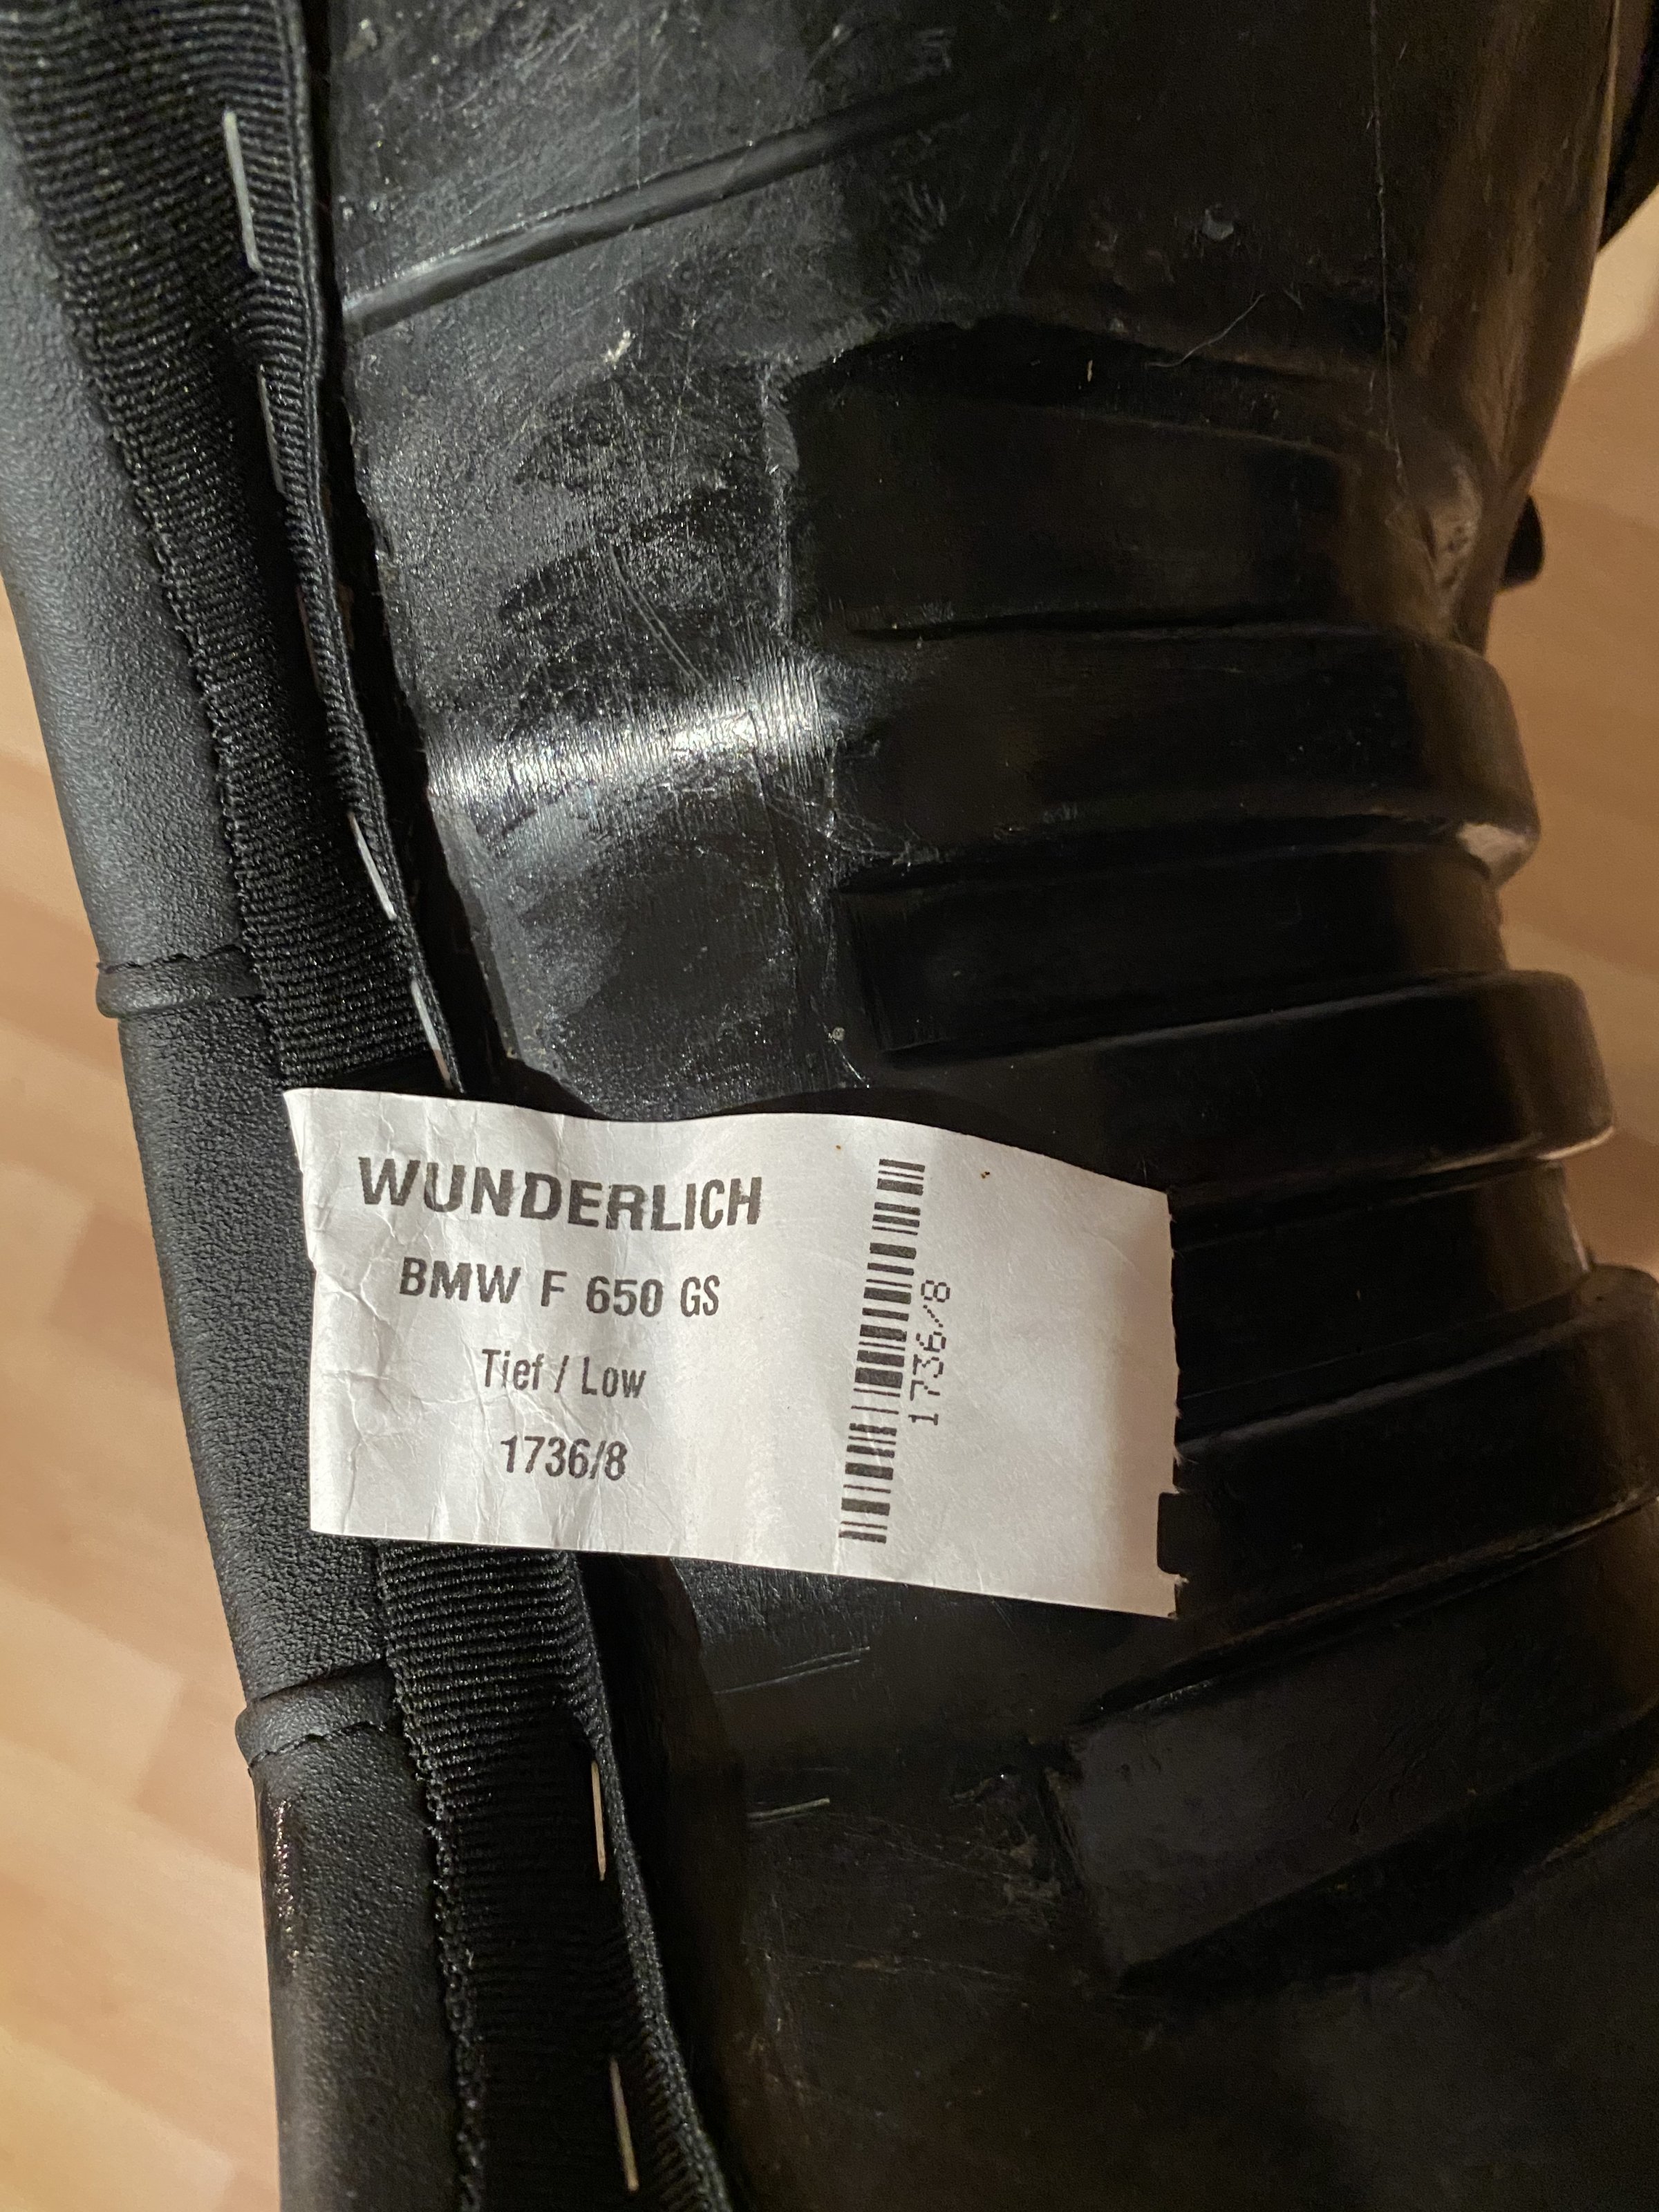 WUNDERLICH
BMW F 650 GS
Tief / Low
1736/8
1736/8